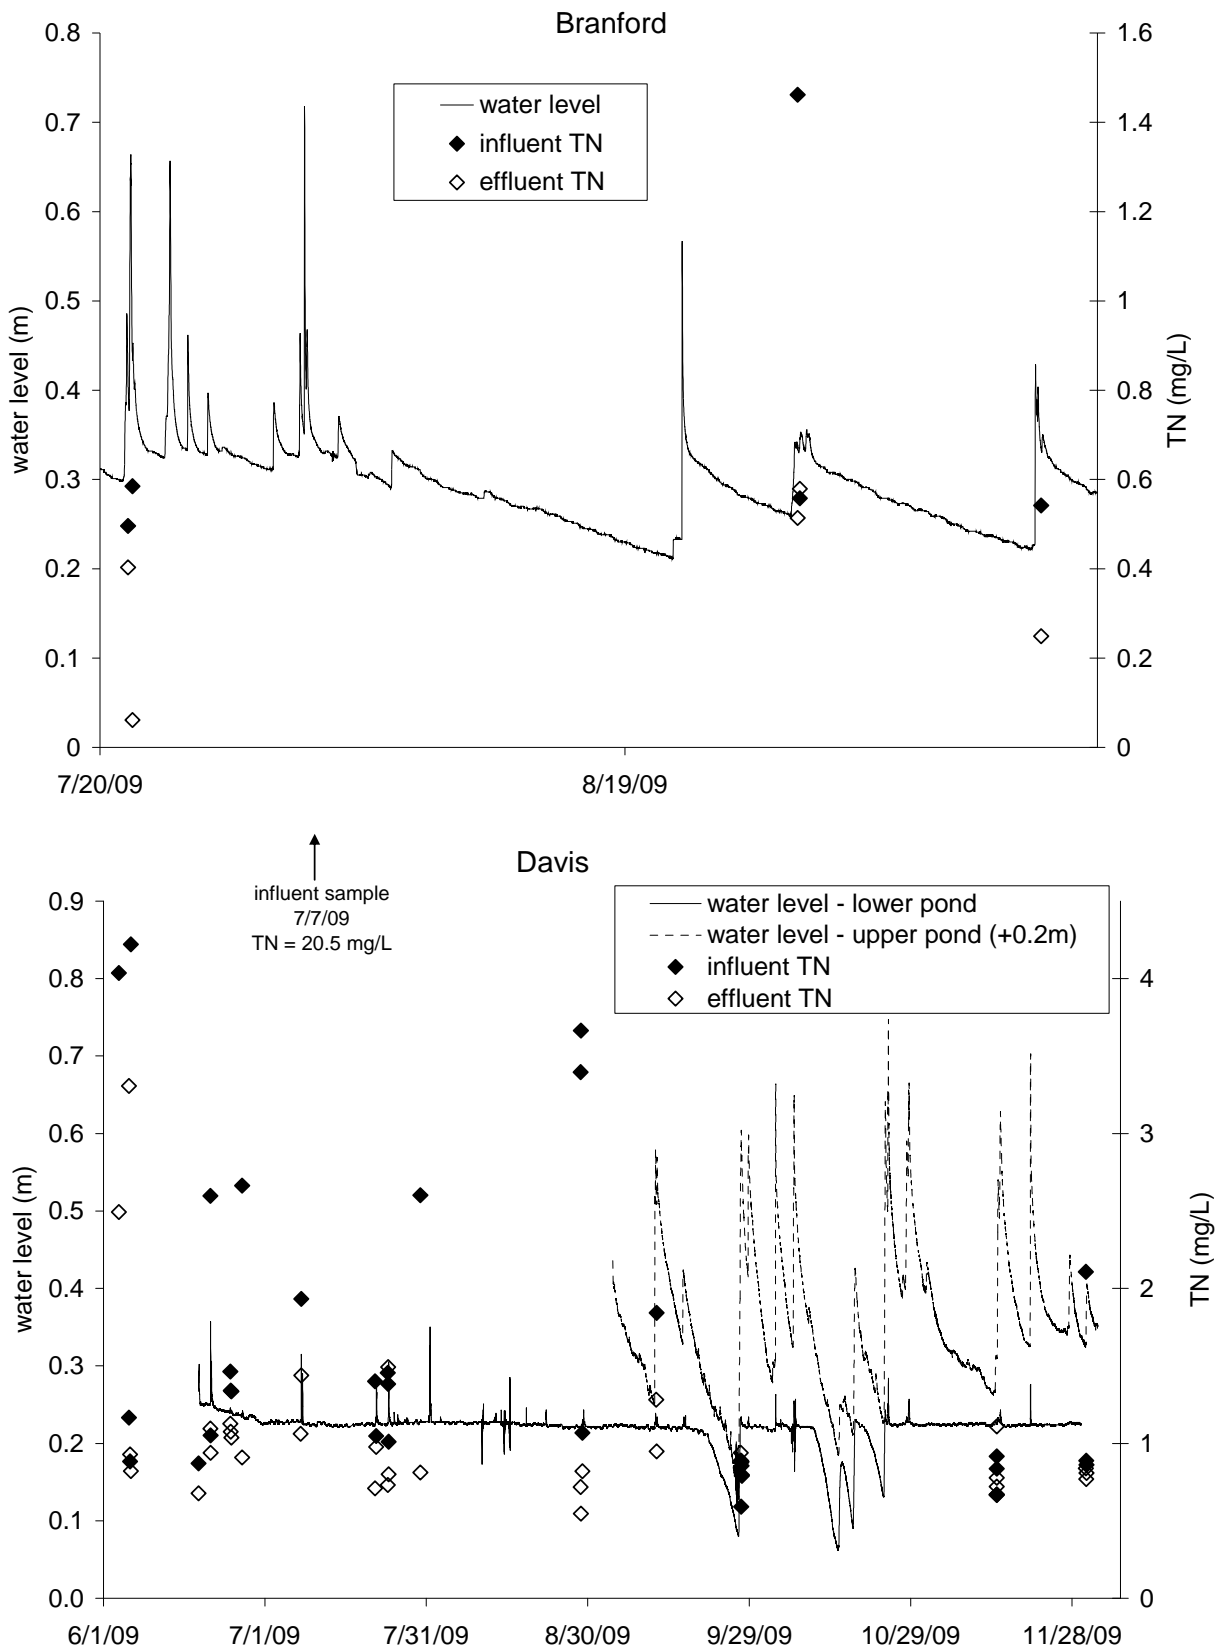 Branford
0.8
0.7
0.6
0.5
0.4
0.3
0.2
0.1
0
water level (m)
1.6
1.4
1.2
1
0.8
0.6
0.4
0.2
0
TN (mg/L)
water level
influent TN
effluent TN
7/20/09
8/19/09
influent sample
7/7/09
TN = 20.5 mg/L
Davis
0.9
0.8
0.7
0.6
0.5
0.4
0.3
0.2
0.1
0.0
water level (m)
water level - lower pond
water level - upper pond (+0.2m)
influent TN
effluent TN
4
3
2
1
0
TN (mg/L)
6/1/09
7/1/09
7/31/09
8/30/09
9/29/09
10/29/09
11/28/09